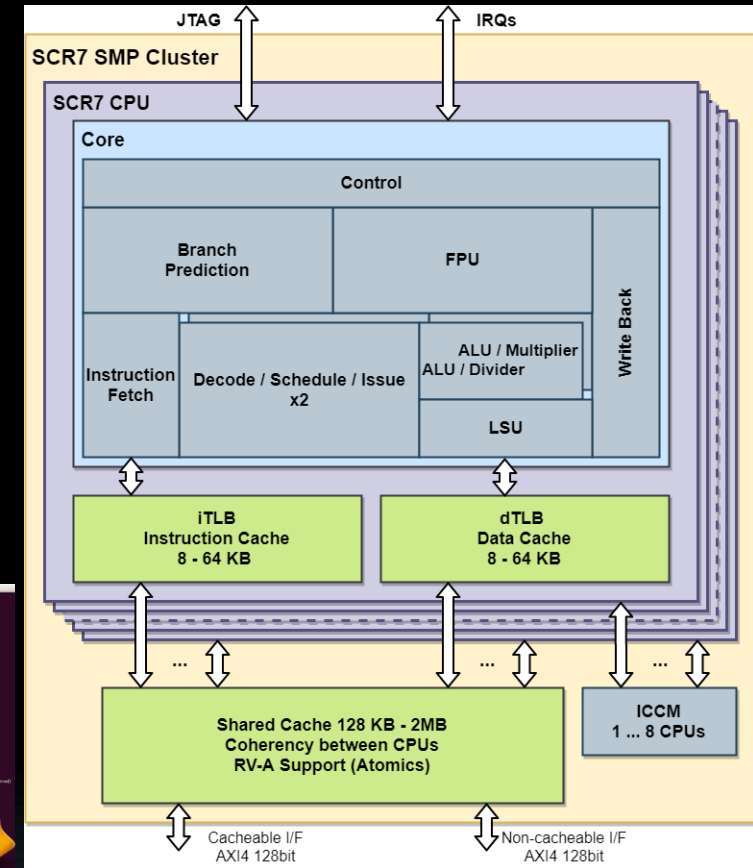 JTAG
IRQs
SCR7 SMP Cluster
SCR7 CPU
Core
Control
Branch
Prediction
FPU
Write Back
Instruction
Fetch
Decode / Schedule / Issue
x2
ALU / Multiplier
ALU / Divider
LSU
iTLB
Instruction Cache
8 - 64 KB
dTLB
Data Cache
8 - 64 KB
...
...
...
Shared Cache 128 KB - 2MB
Coherency between CPUs
RV-A Support (Atomics)
ICCM
1 ... 8 CPUs
Cacheable I/F
AXI4 128bit
Non-cacheable I/F
AXI4 128bit